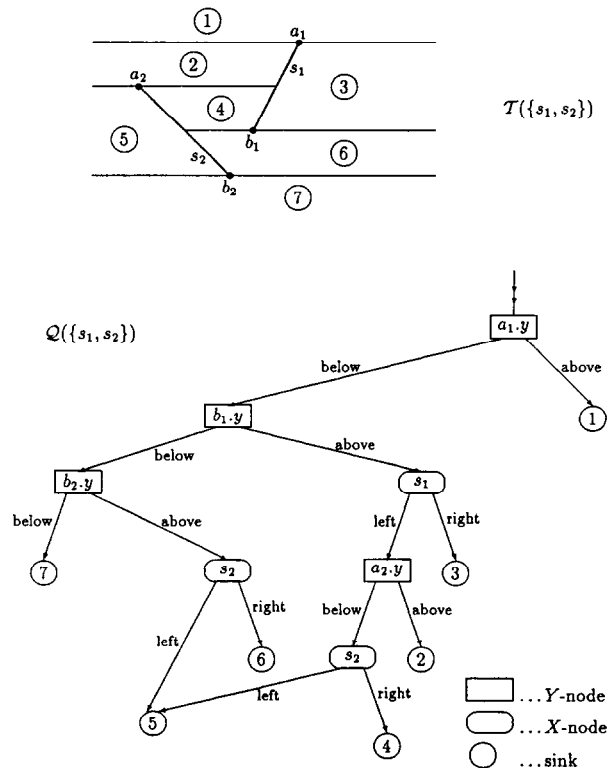 1
a₁
2
a₂
s₁
3
𝒯({s₁, s₂})
4
5
b₁
6
s₂
b₂
7
𝒬({s₁, s₂})
a₁.y
below
above
1
b₁.y
below
above
b₂.y
s₁
below
above
left
right
7
s₂
a₂.y
3
left
right
below
above
6
s₂
2
left
right
5
4
...Y-node
...X-node
...sink